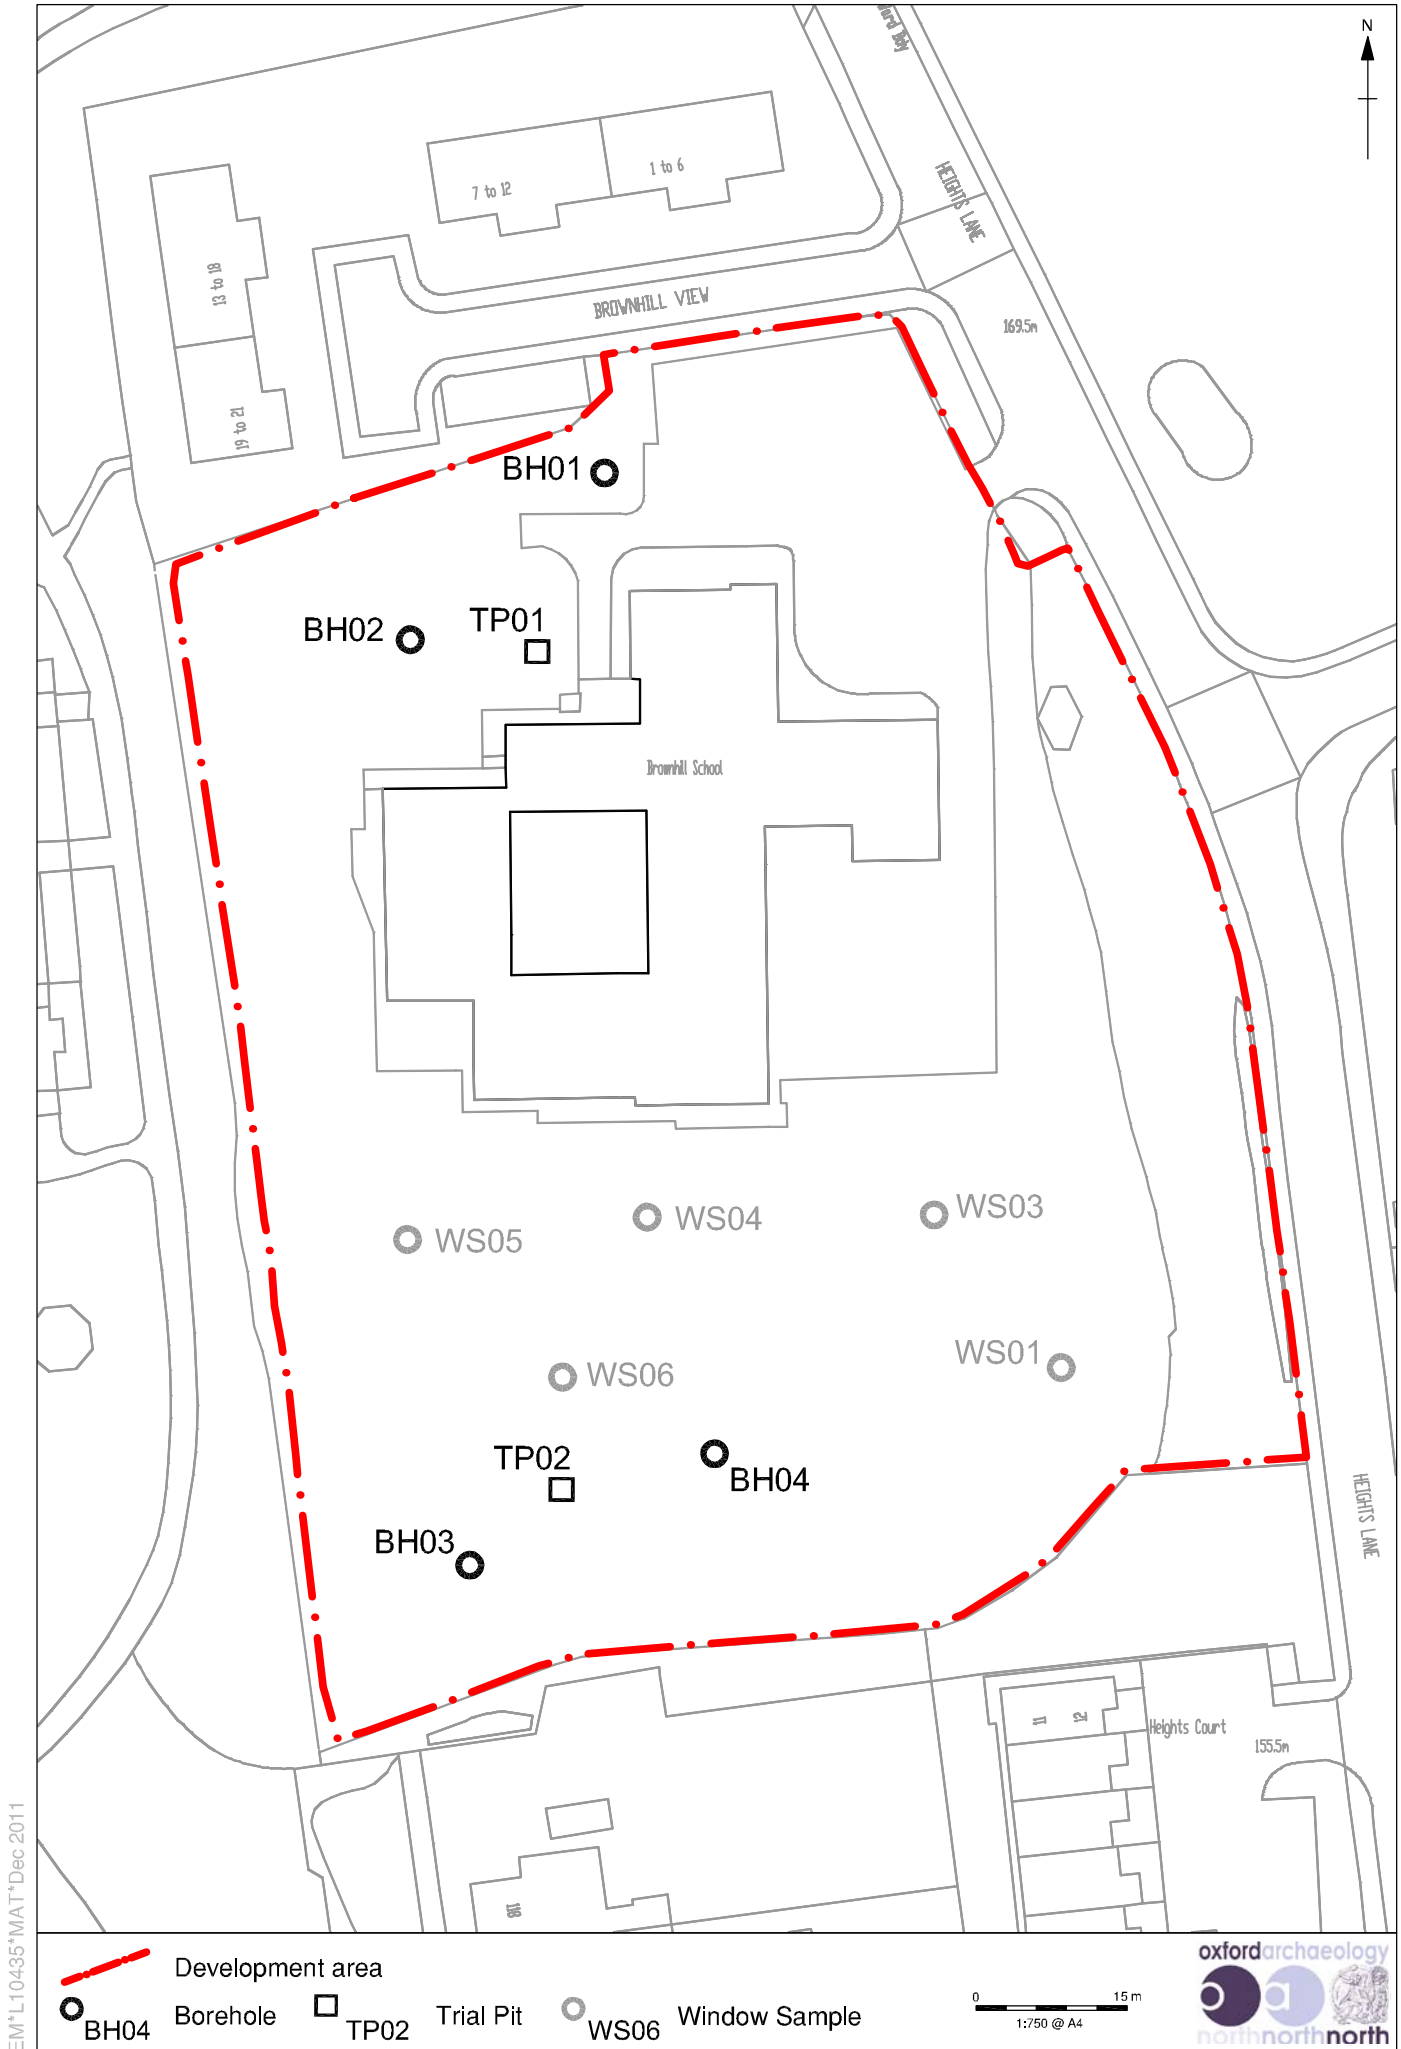 N
HEIGHTS LANE
1 to 6
7 to 12
13 to 18
BROWNHILL VIEW
169.5m
19 to 21
BH01
BH02
TP01
Brownhill School
WS03
WS04
WS05
WS01
WS06
TP02
BH04
HEIGHTS LANE
BH03
11
12
Heights Court
155.5m
118
EM*L10435*MAT*Dec 2011
Development area
BH04 Borehole
TP02 Trial Pit
WS06 Window Sample
0 15 m
1:750 @ A4
oxfordarchaeology
oa
northnorthnorth